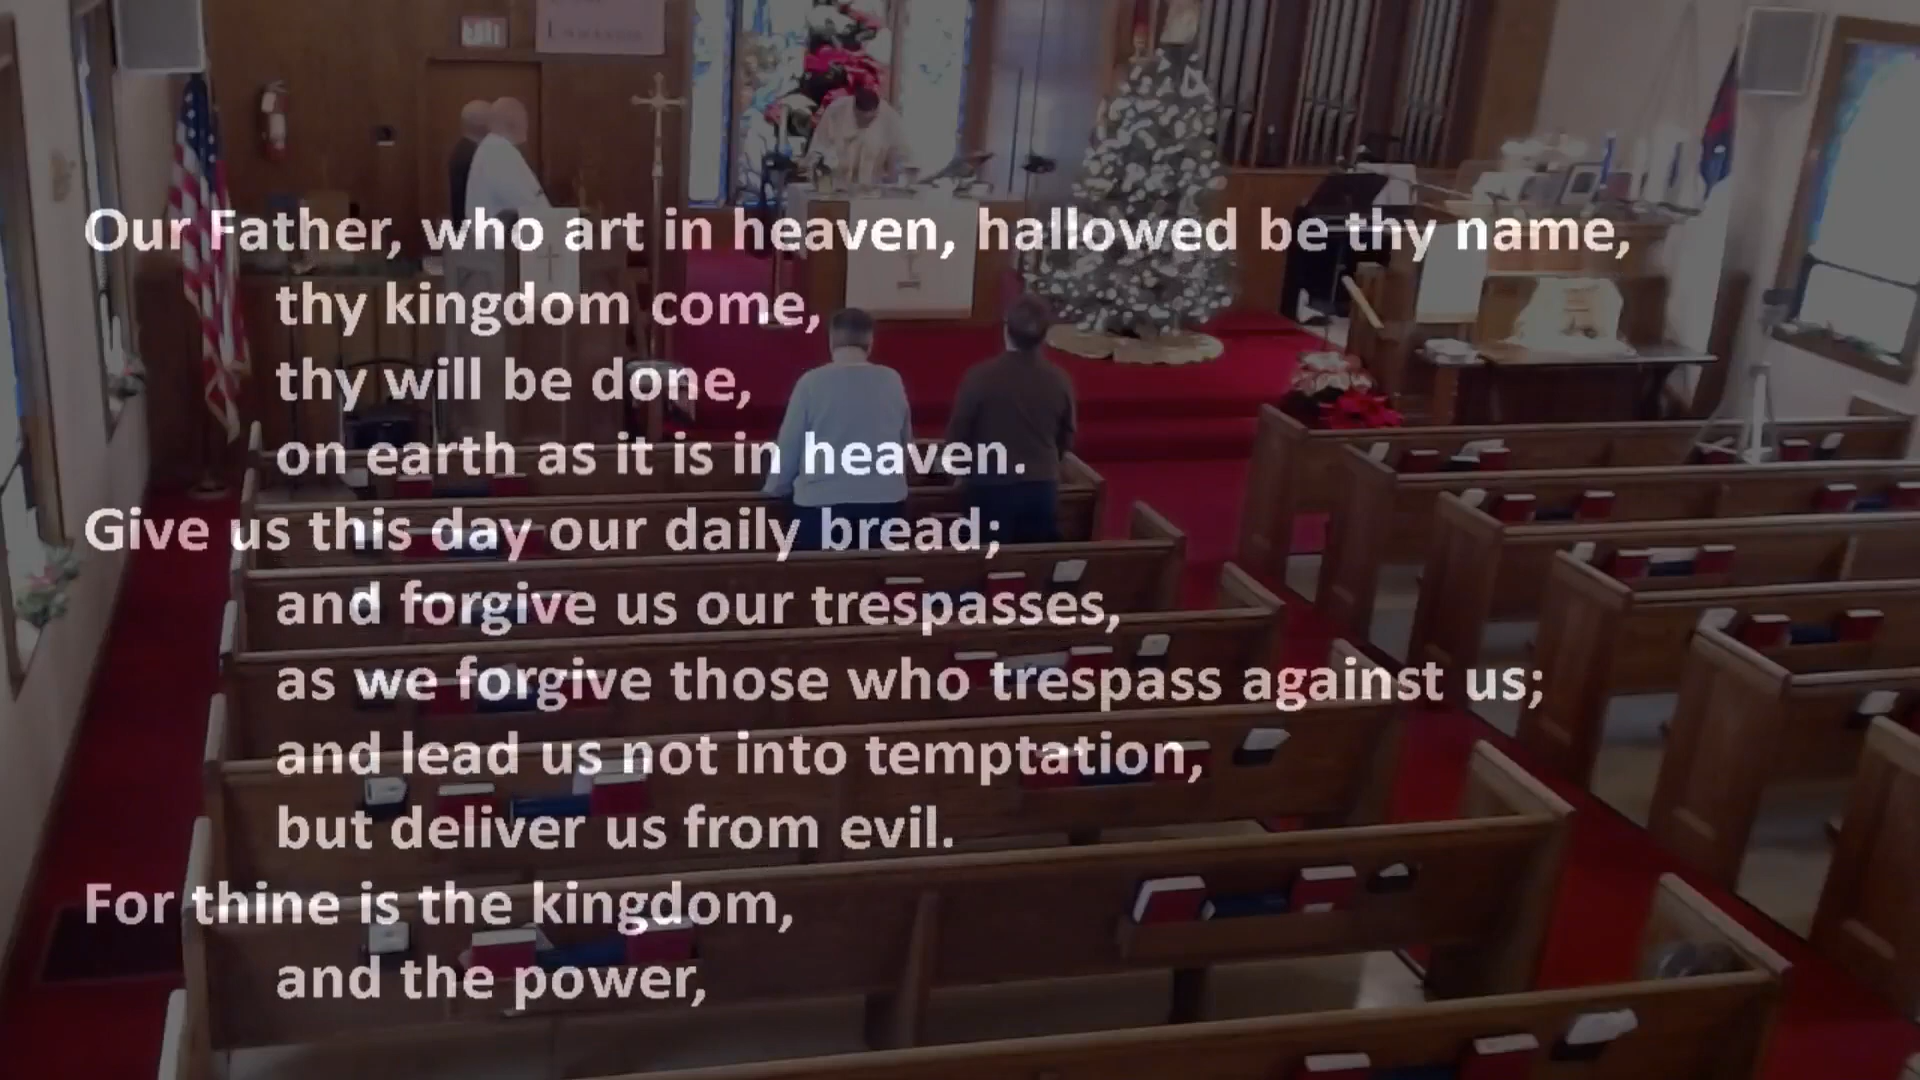 Our Father, who art in heaven, hallowed be thy name,
thy kingdom come,
thy will be done,
on earth as it is in heaven.
Give us this day our daily bread;
and forgive us our trespasses,
as we forgive those who trespass against us;
and lead us not into temptation,
but deliver us from evil.
For thine is the kingdom,
and the power,